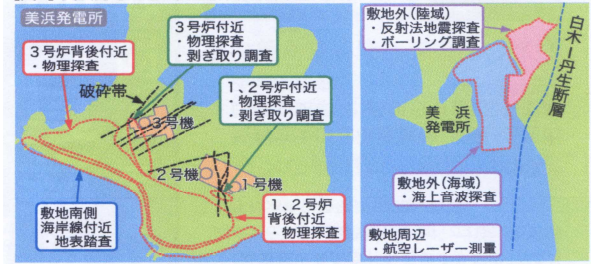 美浜発電所
3号炉付近
・物理探査
・剥ぎ取り調査
3号炉背後付近
・物理探査
破砕帯
1、2号炉付近
・物理探査
・剥ぎ取り調査
3号機
2号機
1号機
敷地南側
海岸線付近
・地表踏査
1、2号炉
背後付近
・物理探査
敷地外(陸域)
・反射法地震探査
・ボーリング調査
白木ー丹生断層
美浜
発電所
敷地外(海域)
・海上音波探査
敷地周辺
・航空レーザー測量